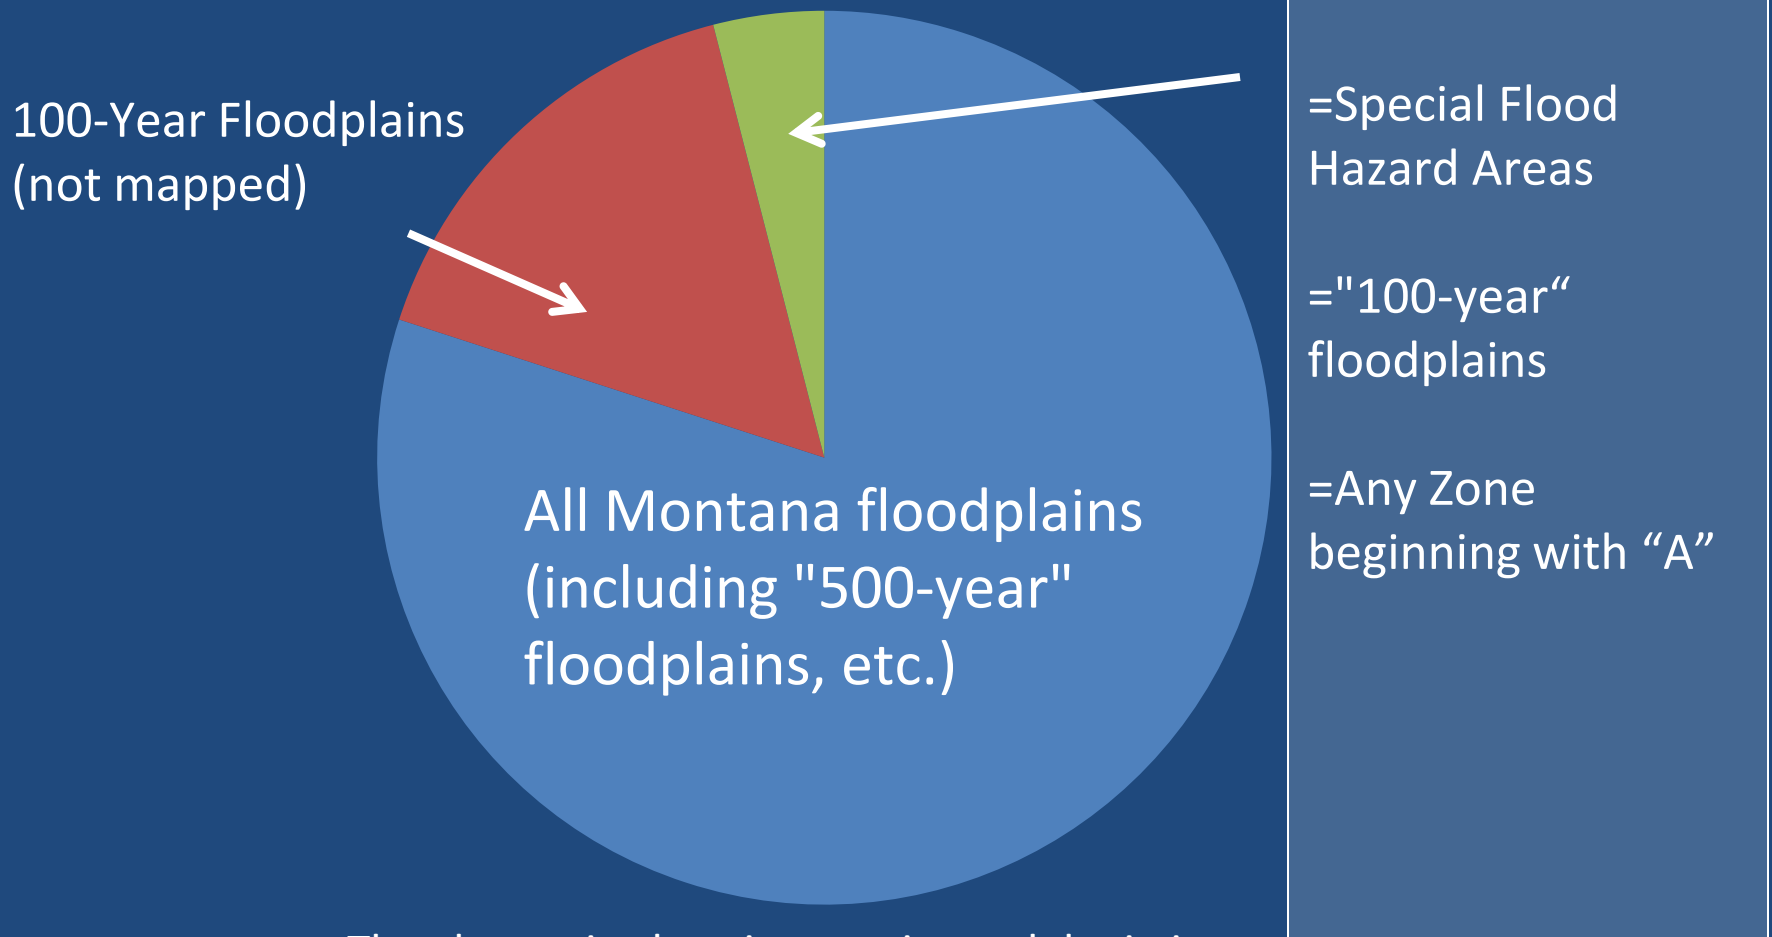 100-Year Floodplains
(not mapped)
All Montana floodplains
(including "500-year"
floodplains, etc.)
=Special Flood
Hazard Areas
="100-year“
floodplains
=Any Zone
beginning with “A”